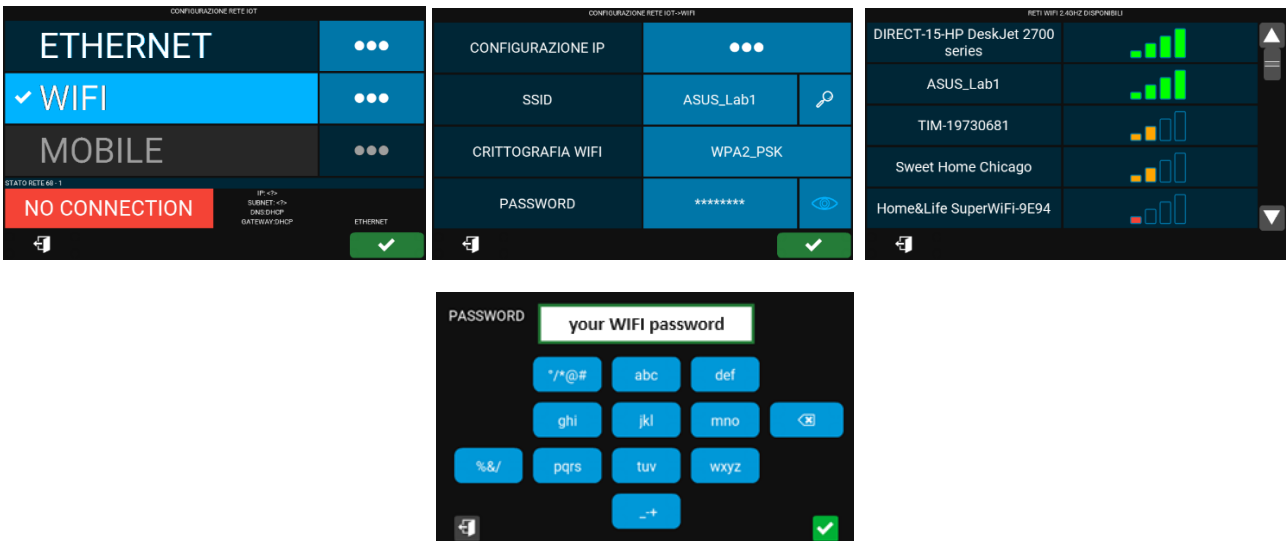 CONFIGURAZIONE RETE IOT
ETHERNET
WIFI
MOBILE
STATO RETE 68 - 1
NO CONNECTION
IP: <?>
SUBNET: <?>
DNS:DHCP
GATEWAY:DHCP
ETHERNET
CONFIGURAZIONE RETE IOT->WIFI
CONFIGURAZIONE IP
SSID
ASUS_Lab1
CRITTOGRAFIA WIFI
WPA2_PSK
PASSWORD
********
RETI WIFI 2.4GHZ DISPONIBILI
DIRECT-15-HP DeskJet 2700
series
ASUS_Lab1
TIM-19730681
Sweet Home Chicago
Home&Life SuperWiFi-9E94
PASSWORD
your WIFI password
"/*@#
abc
def
ghi
jkl
mno
%&/
pqrs
tuv
wxyz
_-+